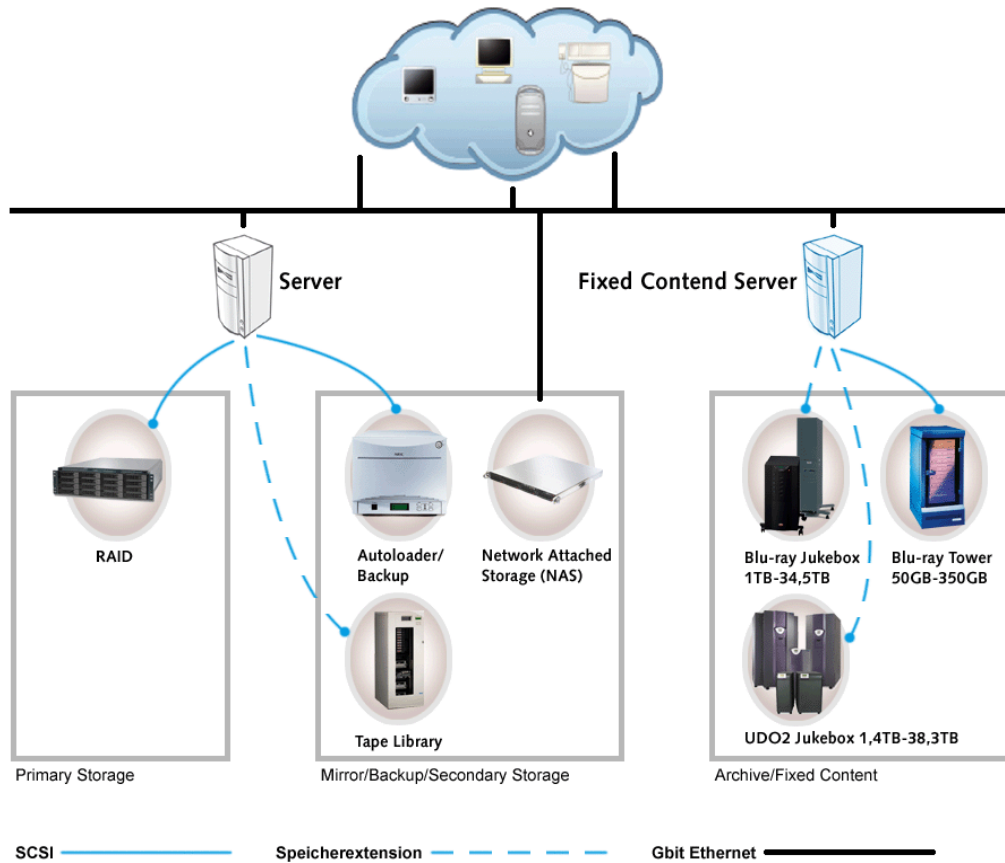 Server
Fixed Contend Server
RAID
Autoloader/
Backup
Network Attached
Storage (NAS)
Tape Library
Blu-ray Jukebox
1TB-34,5TB
Blu-ray Tower
50GB-350GB
UDO2 Jukebox 1,4TB-38,3TB
Primary Storage
Mirror/Backup/Secondary Storage
Archive/Fixed Content
SCSI
Speicherextension
Gbit Ethernet